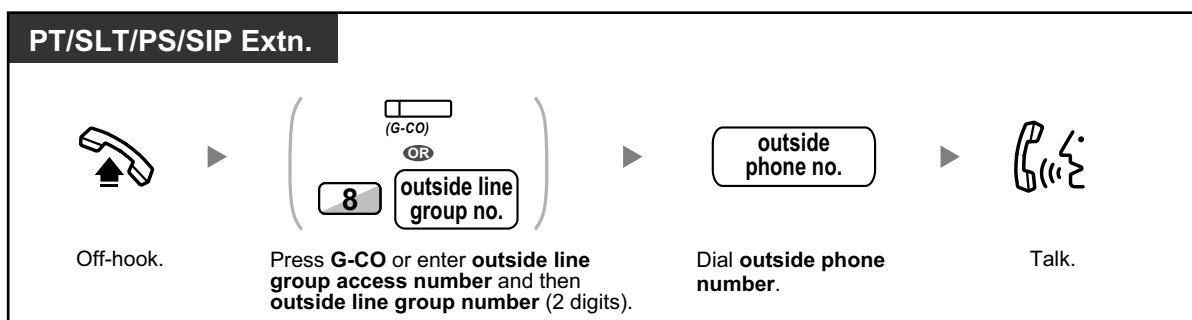 PT/SLT/PS/SIP Extn.
(G-CO)
OR
8
outside line
group no.
outside
phone no.
Off-hook.
Press G-CO or enter outside line
group access number and then
outside line group number (2 digits).
Dial outside phone
number.
Talk.